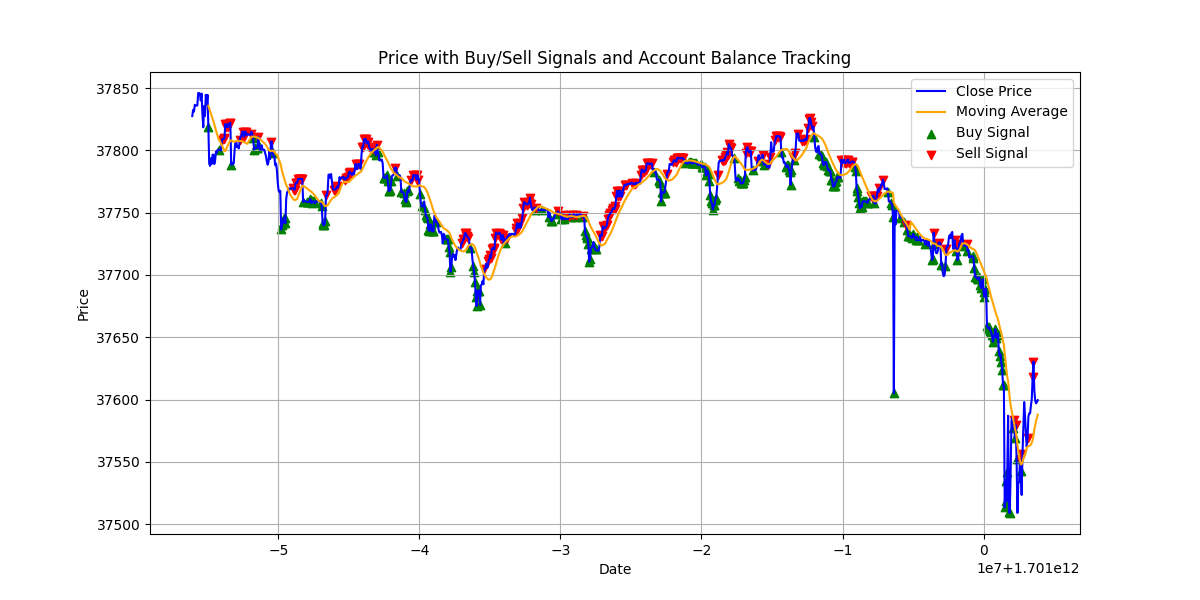 Price with Buy/Sell Signals and Account Balance Tracking
37850
37800
37750
37700
37650
37600
37550
37500
Price
Close Price
Moving Average
Buy Signal
Sell Signal
−5 −4 −3 −2 −1 0
Date
1e7+1.701e12